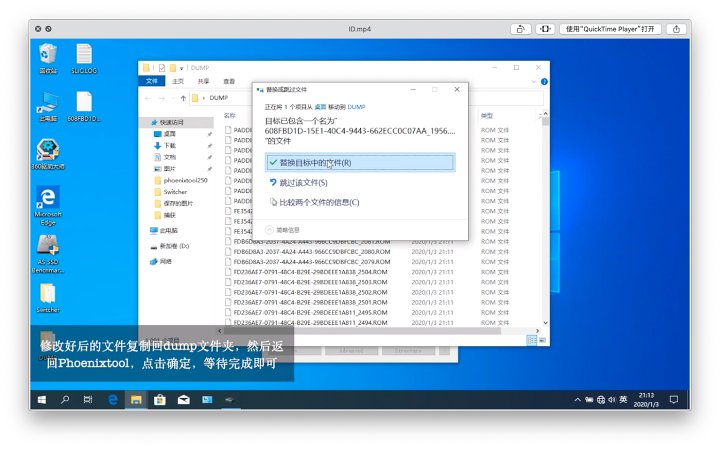 ID.mp4
使用“QuickTime Player”打开
回收站
SLIC.LOG
此电脑
608FBD1D...
360驱动大师
Microsoft
Edge
AS SSD
Benchmar...
Switcher
DUMP
文件 主页 共享 查看
DUMP
名称
类型
快速访问
桌面
下载
文档
图片
phoenixtool250
Switcher
保存的图片
捕获
此电脑
新加卷 (D:)
网络
替换或跳过文件
正在将 1 个项目从 桌面 移动到 DUMP
目标已包含一个名为“
608FBD1D-15E1-40C4-9443-662ECC0C07AA_1956....
”的文件
替换目标中的文件(R)
跳过该文件(S)
比较两个文件的信息(C)
简略信息
ROM 文件
ROM 文件
ROM 文件
ROM 文件
ROM 文件
ROM 文件
ROM 文件
ROM 文件
ROM 文件
FDB6D8A3-2037-4A24-A443-966CC9DBFCBC_2081.ROM 2020/1/3 21:11 ROM 文件
FDB6D8A3-2037-4A24-A443-966CC9DBFCBC_2080.ROM 2020/1/3 21:11 ROM 文件
FDB6D8A3-2037-4A24-A443-966CC9DBFCBC_2079.ROM 2020/1/3 21:11 ROM 文件
FD236AE7-0791-48C4-B29E-29BDEEE1A838_2504.ROM 2020/1/3 21:11 ROM 文件
FD236AE7-0791-48C4-B29E-29BDEEE1A838_2503.ROM 2020/1/3 21:11 ROM 文件
FD236AE7-0791-48C4-B29E-29BDEEE1A838_2502.ROM 2020/1/3 21:11 ROM 文件
FD236AE7-0791-48C4-B29E-29BDEEE1A838_2501.ROM 2020/1/3 21:11 ROM 文件
FD236AE7-0791-48C4-B29E-29BDEEE1A811_2495.ROM 2020/1/3 21:11 ROM 文件
FD236AE7-0791-48C4-B29E-29BDEEE1A811_2494.ROM 2020/1/3 21:11 ROM 文件
修改好后的文件复制回dump文件夹，然后返
回Phoenixtool，点击确定，等待完成即可
Advanced
Structure
英
21:13
2020/1/3